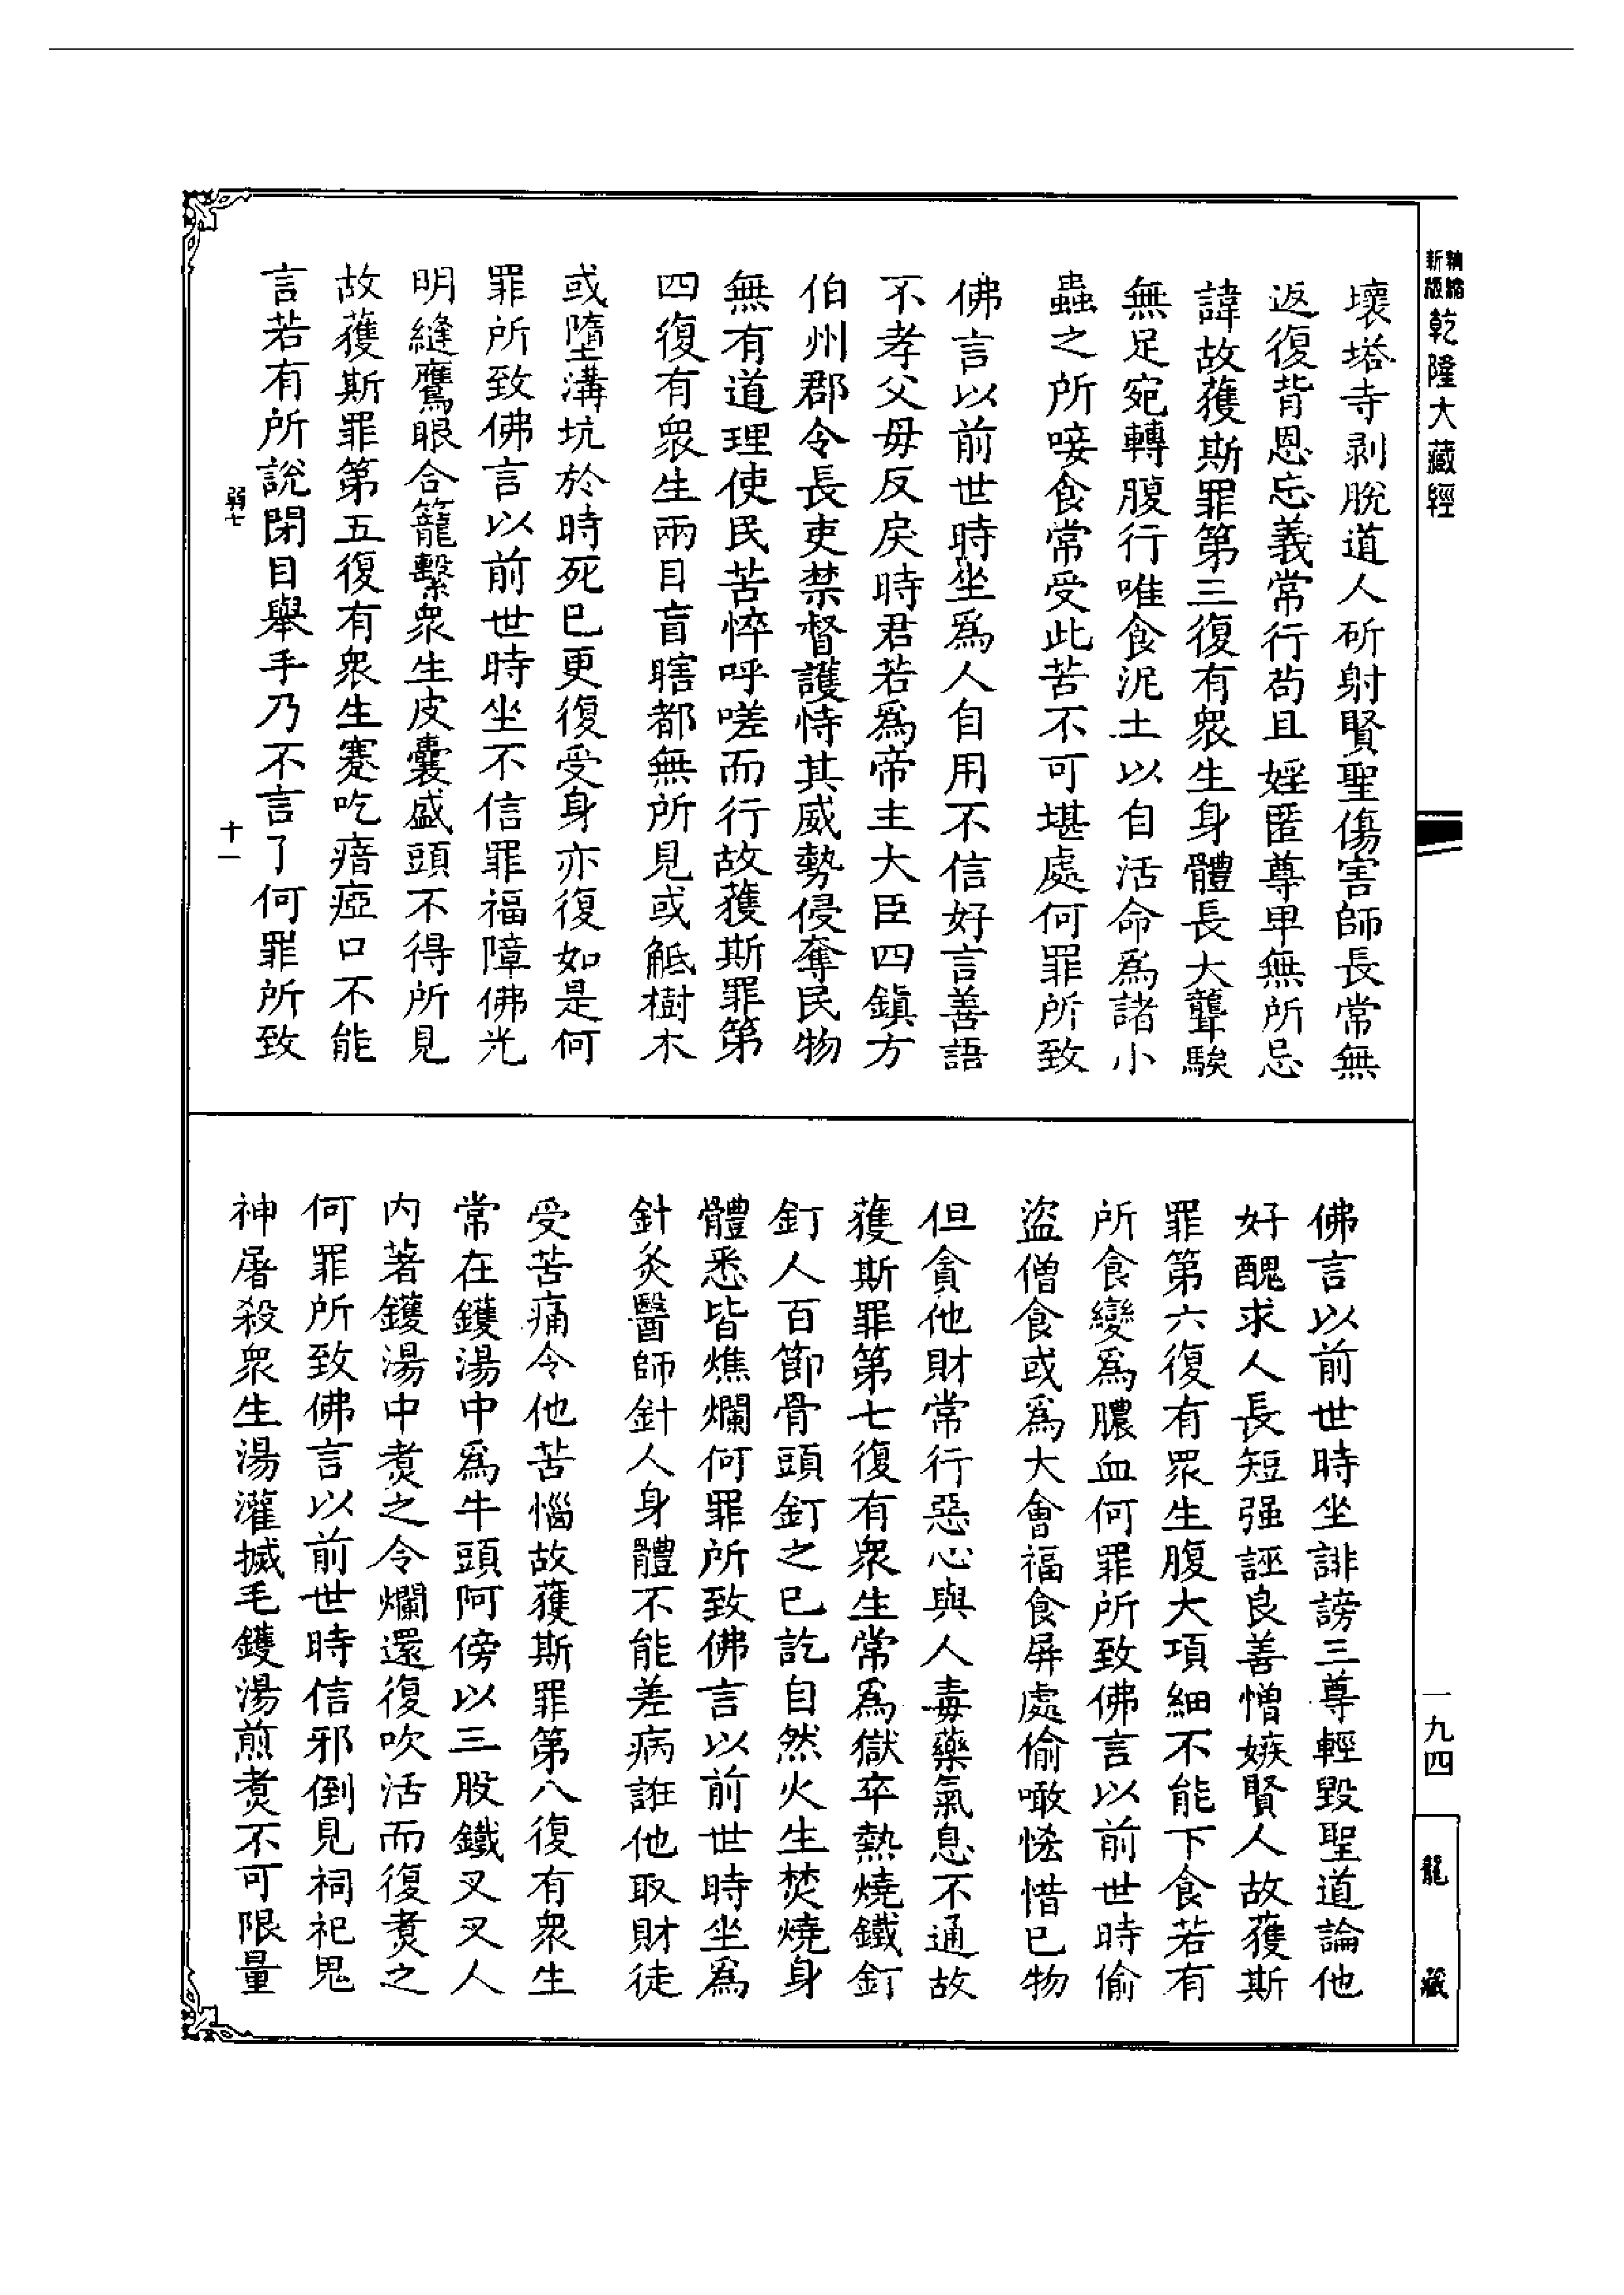 新版精縮乾隆大藏經
壞塔寺剥脫道人斫射賢聖傷害師長常無
返復背恩忘義常行苟且婬匿尊卑無所忌
諱故獲斯罪第三復有衆生身體長大聾騃
無足宛轉腹行唯食泥土以自活命爲諸小
蟲之所唼食常受此苦不可堪處何罪所致
佛言以前世時坐爲人自用不信好言善語
不孝父母反戾時君若爲帝主大臣四鎭方
伯州郡令長吏禁督護恃其威勢侵奪民物
無有道理使民苦悴呼嗟而行故獲斯罪第
四復有衆生兩目盲瞎都無所見或觝樹木
或墮溝坑於時死已更復受身亦復如是何
罪所致佛言以前世時坐不信罪福障佛光
明縫鷹眼合籠繫衆生皮囊盛頭不得所見
故獲斯罪第五復有衆生蹇吃瘖瘂口不能
言若有所說閉目舉手乃不言了何罪所致
弱七
十一
佛言以前世時坐誹謗三尊輕毀聖道論他
好醜求人長短强誣良善憎嫉賢人故獲斯
罪第六復有眾生腹大項細不能下食若有
所食變爲膿血何罪所致佛言以前世時偷
盜僧食或爲大會福食屏處偷噉恡惜已物
但貪他財常行惡心與人毒藥氣息不通故
獲斯罪第七復有衆生常爲獄卒熱燒鐵釘
釘人百節骨頭釘之已訖自然火生焚燒身
體悉皆燋爛何罪所致佛言以前世時坐爲
針灸醫師針人身體不能差病誑他取財徒
受苦痛令他苦惱故獲斯罪第八復有衆生
常在鑊湯中爲牛頭阿傍以三股鐵叉叉人
內著鑊湯中煑之令爛還復吹活而復煑之
何罪所致佛言以前世時信邪倒見祠祀鬼
神屠殺衆生湯灌搣毛鑊湯煎煑不可限量
一九四
龍藏